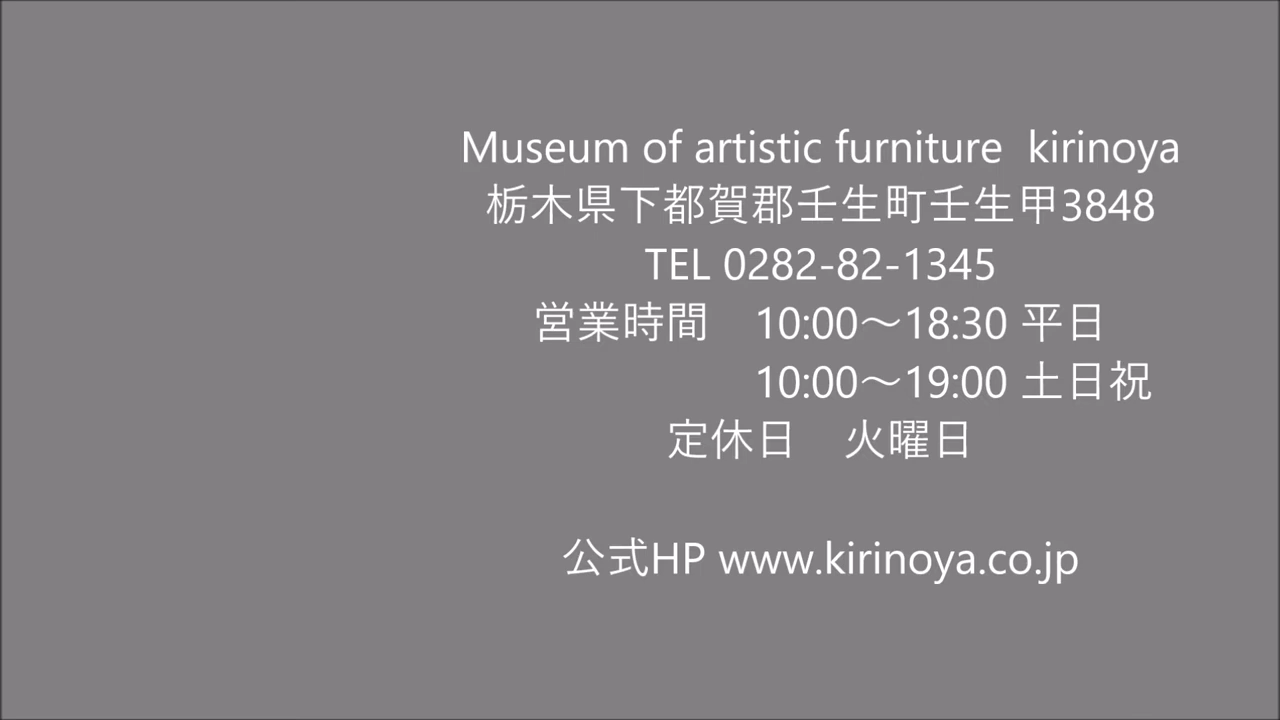 Museum of artistic furniture  kirinoya
栃木県下都賀郡壬生町壬生甲3848
TEL 0282-82-1345
営業時間　10:00～18:30 平日
10:00～19:00 土日祝
定休日　火曜日
公式HP www.kirinoya.co.jp